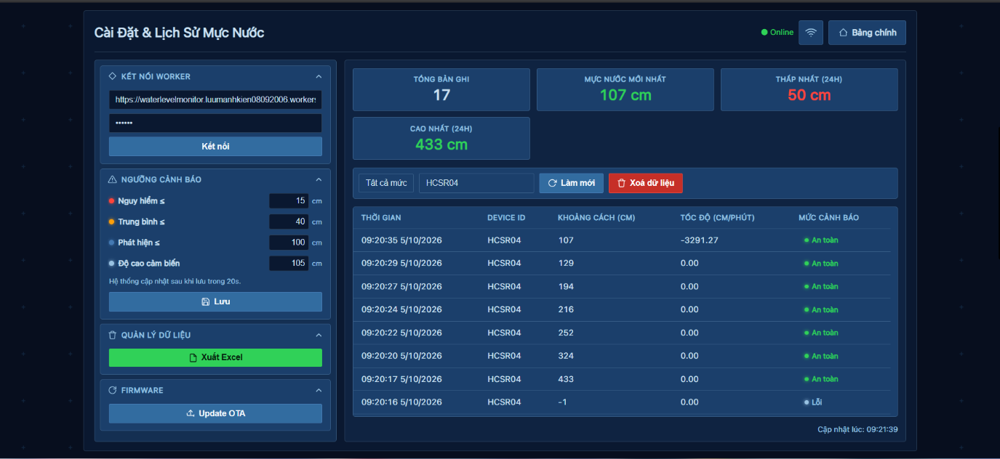 Cài Đặt & Lịch Sử Mực Nước
Online
Bảng chính
KẾT NỐI WORKER
https://waterlevelmonitor.luumanhkien08092006.workers
••••••
Kết nối
NGƯỠNG CẢNH BÁO
Nguy hiểm ≤ 15 cm
Trung bình ≤ 40 cm
Phát hiện ≤ 100 cm
Độ cao cảm biến 105 cm
Hệ thống cập nhật sau khi lưu trong 20s.
Lưu
QUẢN LÝ DỮ LIỆU
Xuất Excel
FIRMWARE
Update OTA
TỔNG BẢN GHI
17
MỰC NƯỚC MỚI NHẤT
107 cm
THẤP NHẤT (24H)
50 cm
CAO NHẤT (24H)
433 cm
Tất cả mức
HCSR04
Làm mới
Xoá dữ liệu
THỜI GIAN DEVICE ID KHOẢNG CÁCH (CM) TỐC ĐỘ (CM/PHÚT) MỨC CẢNH BÁO
09:20:35 5/10/2026 HCSR04 107 -3291.27 An toàn
09:20:29 5/10/2026 HCSR04 129 0.00 An toàn
09:20:27 5/10/2026 HCSR04 194 0.00 An toàn
09:20:24 5/10/2026 HCSR04 216 0.00 An toàn
09:20:22 5/10/2026 HCSR04 252 0.00 An toàn
09:20:20 5/10/2026 HCSR04 324 0.00 An toàn
09:20:17 5/10/2026 HCSR04 433 0.00 An toàn
09:20:16 5/10/2026 HCSR04 -1 0.00 Lỗi
Cập nhật lúc: 09:21:39